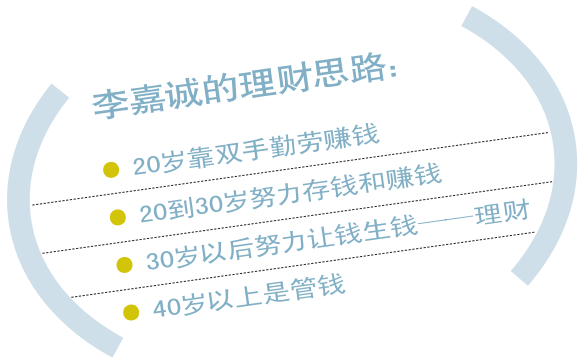 李嘉诚的理财思路：
20岁靠双手勤劳赚钱
20到30岁努力存钱和赚钱
30岁以后努力让钱生钱——理财
40岁以上是管钱